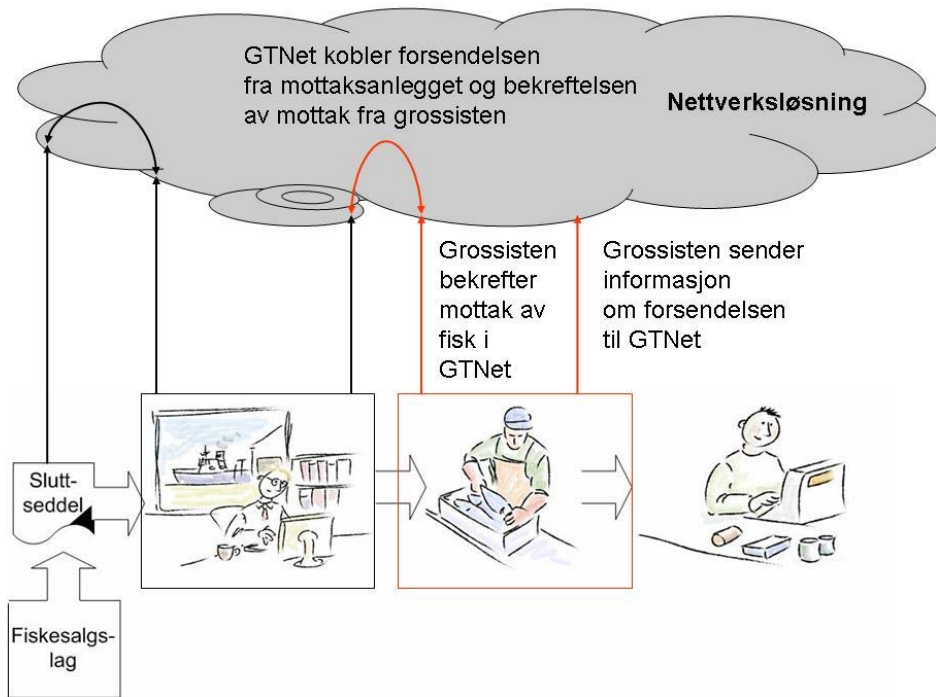 GTNet kobler forsendelsen
fra mottaksanlegget og bekreftelsen
av mottak fra grossisten
Nettverksløsning
Grossisten
bekrefter
mottak av
fisk i
GTNet
Grossisten sender
informasjon
om forsendelsen
til GTNet
Slutt-
seddel
Fiskesalgs-
lag